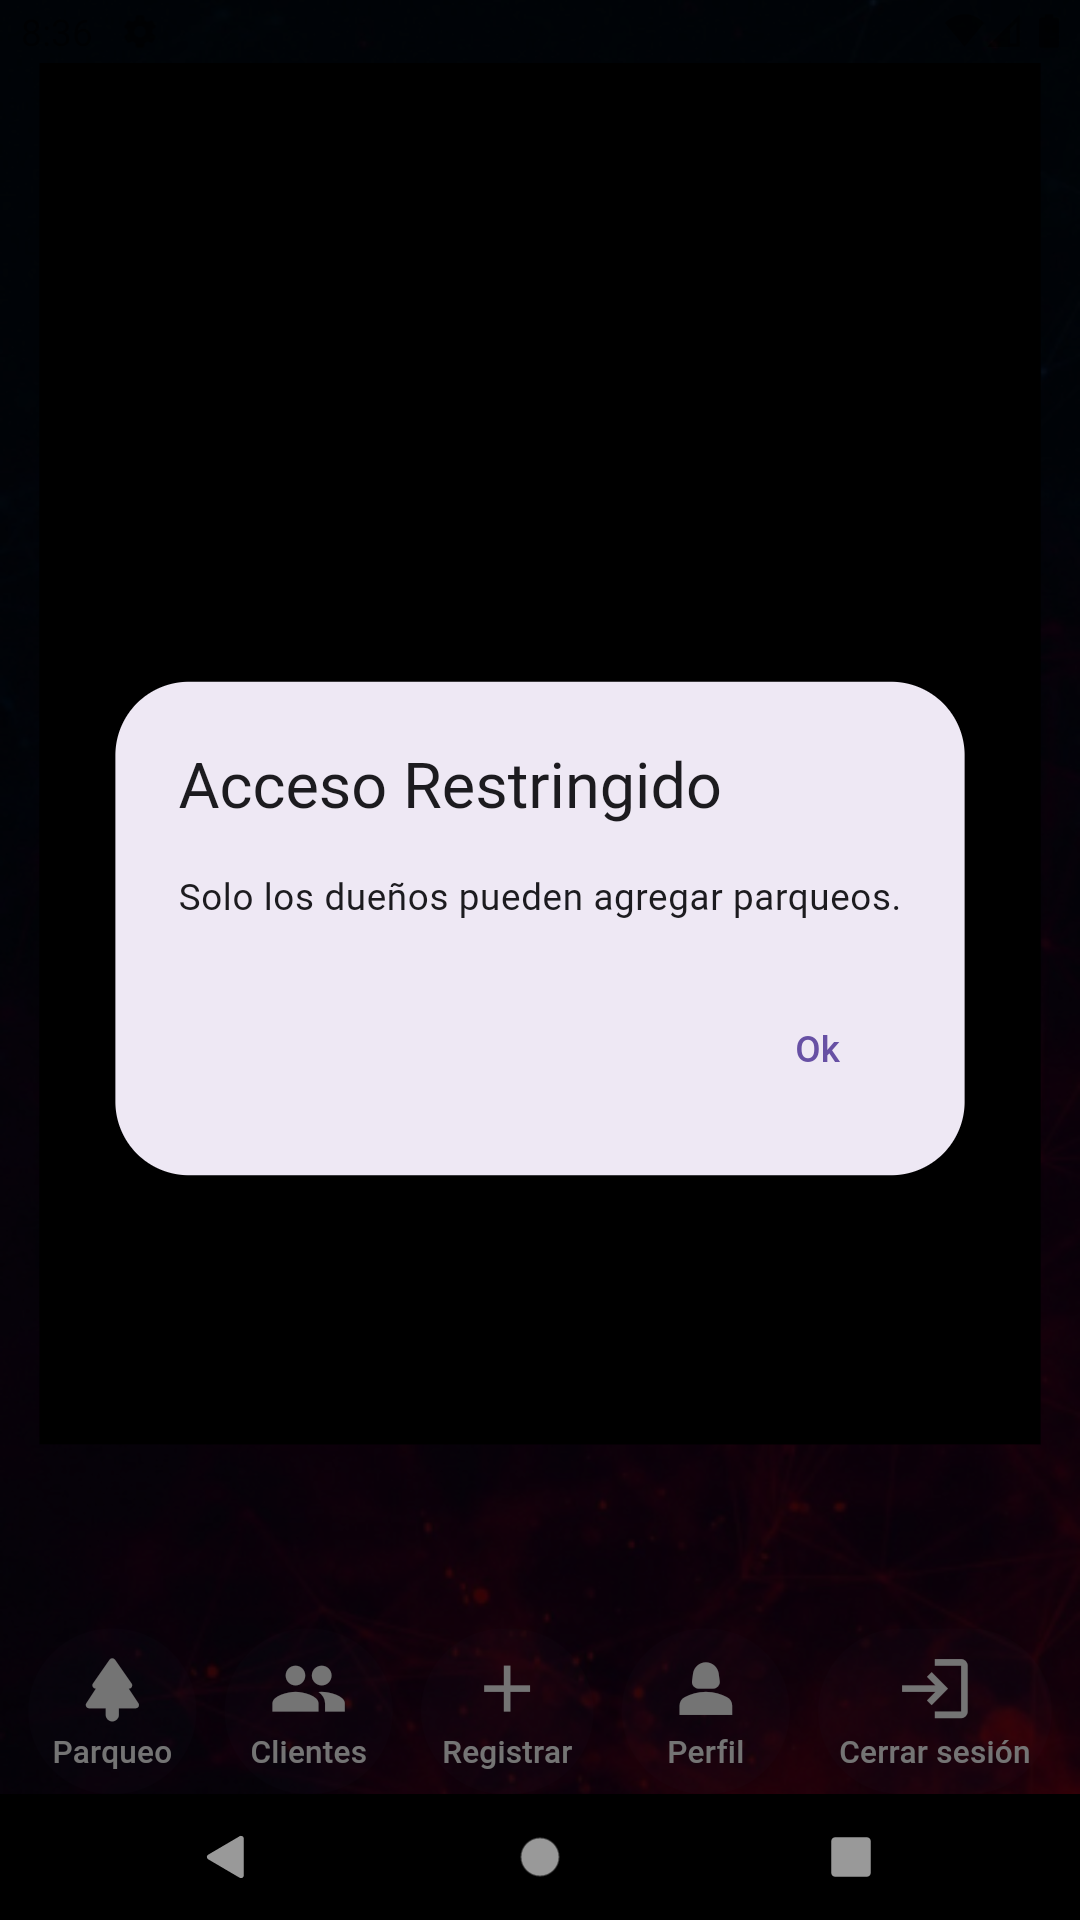 Acceso Restringido
Solo los dueños pueden agregar parqueos.
Ok
Parqueo
Clientes
Registrar
Perfil
Cerrar sesión